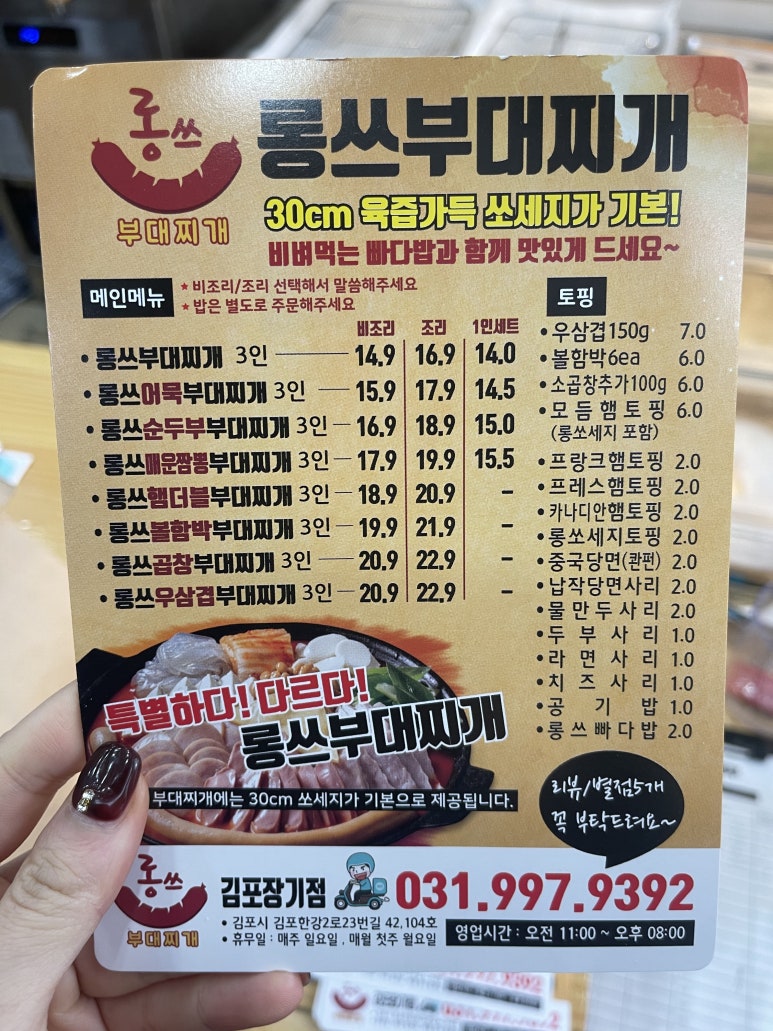 롱쓰
부대찌개
롱쓰부대찌개
30cm 육즙가득 쏘세지가 기본!
비벼먹는 빠다밥과 함께 맛있게 드세요~
메인메뉴
★ 비조리/조리 선택해서 말씀해주세요
★ 밥은 별도로 주문해주세요
비조리 조리 1인세트
• 롱쓰부대찌개 3인 14.9 16.9 14.0
• 롱쓰어묵부대찌개 3인 15.9 17.9 14.5
• 롱쓰순두부부대찌개 3인 16.9 18.9 15.0
• 롱쓰매운짬뽕부대찌개 3인 17.9 19.9 15.5
• 롱쓰햄더블부대찌개 3인 18.9 20.9 -
• 롱쓰볼함박부대찌개 3인 19.9 21.9 -
• 롱쓰곱창부대찌개 3인 20.9 22.9 -
• 롱쓰우삼겹부대찌개 3인 20.9 22.9 -
토핑
• 우삼겹150g 7.0
• 볼함박6ea 6.0
• 소곱창추가100g 6.0
• 모듬햄토핑 6.0
(롱쏘세지 포함)
• 프랑크햄토핑 2.0
• 프레스햄토핑 2.0
• 카나디안햄토핑 2.0
• 롱쏘세지토핑 2.0
• 중국당면(콴펀) 2.0
• 납작당면사리 2.0
• 물만두사리 2.0
• 두부사리 1.0
• 라면사리 1.0
• 치즈사리 1.0
• 공기밥 1.0
• 롱쓰빠다밥 2.0
특별하다! 다르다!
롱쓰부대찌개
부대찌개에는 30cm 쏘세지가 기본으로 제공됩니다.
리뷰/별점5개
꼭 부탁드려요~
롱쓰
부대찌개
김포장기점
031.997.9392
• 김포시 김포한강2로23번길 42,104호
• 휴무일 : 매주 일요일 , 매월 첫주 월요일
영업시간 : 오전 11:00 ~ 오후 08:00